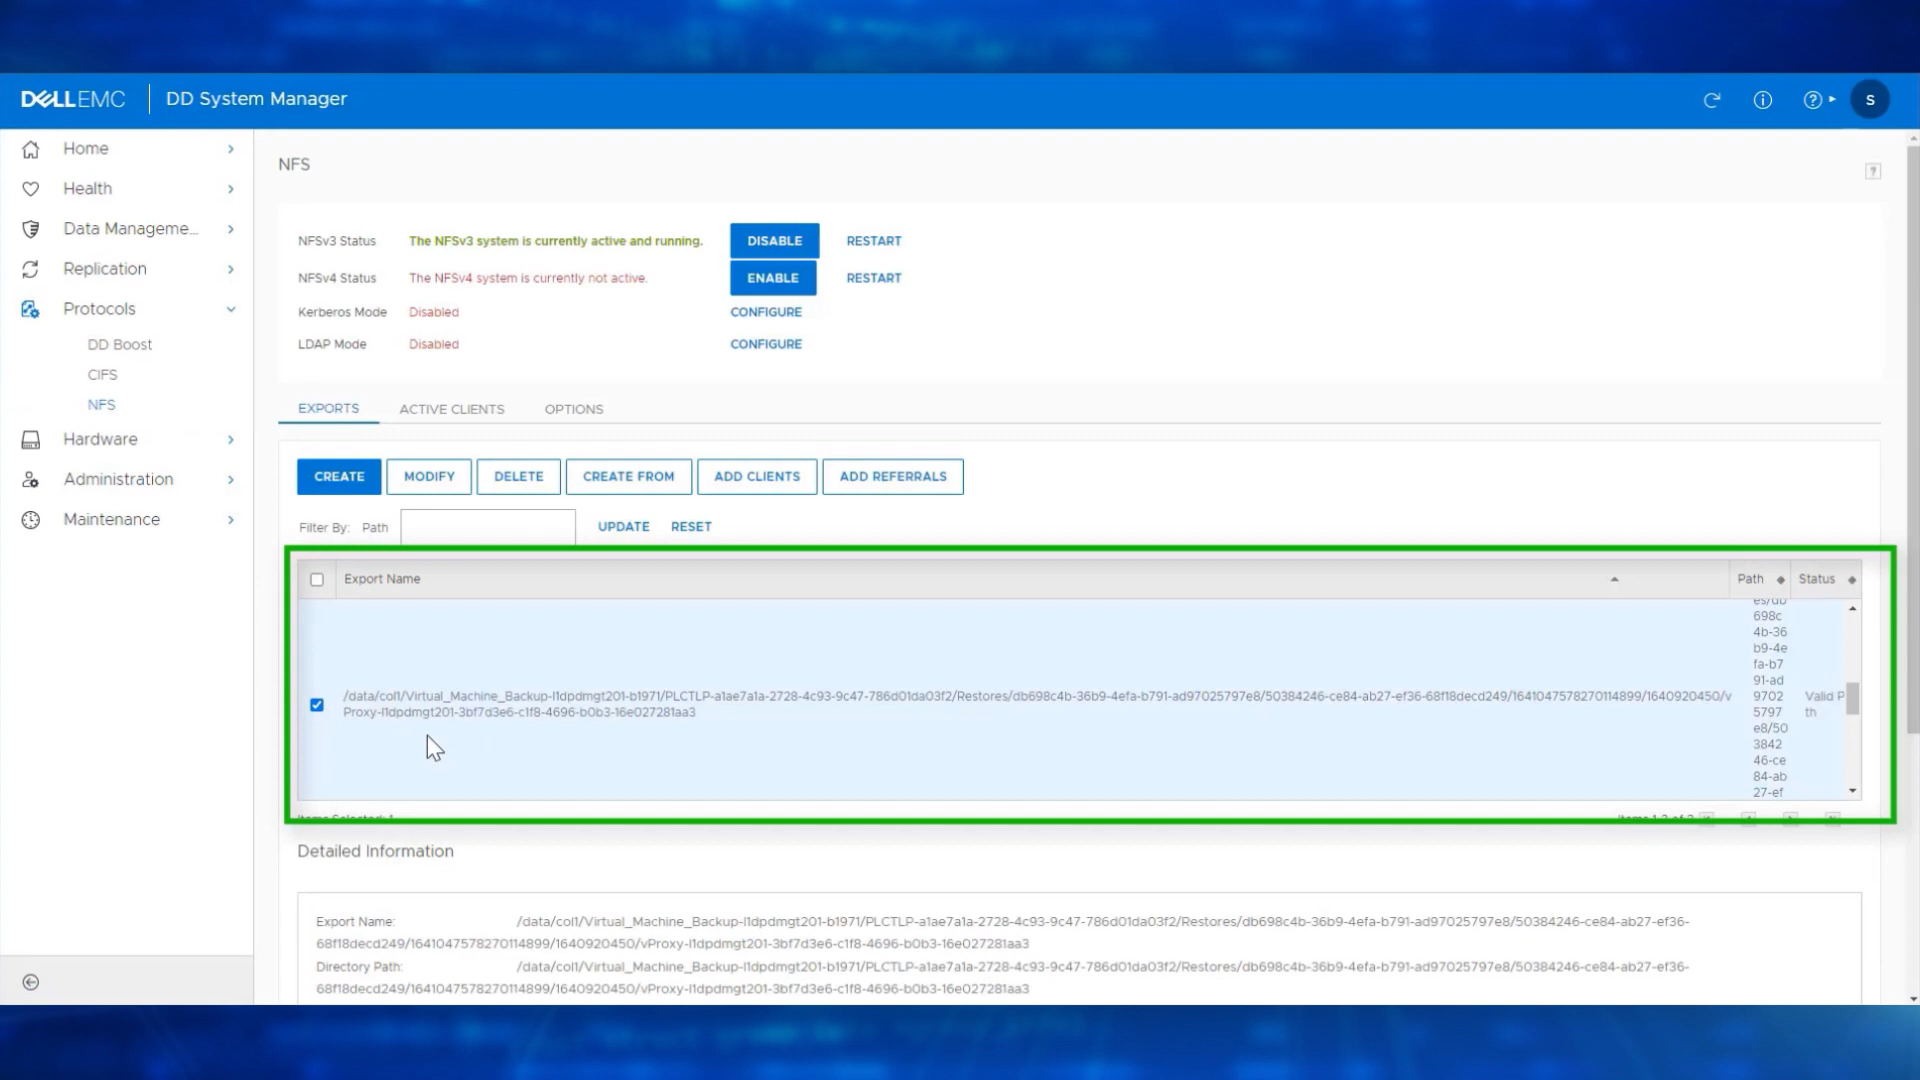 DELLEMC
DD System Manager
S
Home
Health
Data Manageme...
Replication
Protocols
DD Boost
CIFS
NFS
Hardware
Administration
Maintenance
NFS
NFSv3 Status The NFSv3 system is currently active and running. DISABLE RESTART
NFSv4 Status The NFSv4 system is currently not active. ENABLE RESTART
Kerberos Mode Disabled CONFIGURE
LDAP Mode Disabled CONFIGURE
EXPORTS ACTIVE CLIENTS OPTIONS
CREATE MODIFY DELETE CREATE FROM ADD CLIENTS ADD REFERRALS
Filter By: Path UPDATE RESET
Export Name Path Status
/data/col1/Virtual_Machine_Backup-l1dpdmgt201-b1971/PLCTLP-a1ae7a1a-2728-4c93-9c47-786d01da03f2/Restores/db698c4b-36b9-4efa-b791-ad97025797e8/50384246-ce84-ab27-ef36-68f18decd249/1641047578270114899/1640920450/v
Proxy-l1dpdmgt201-3bf7d3e6-c1f8-4696-b0b3-16e027281aa3
es/db
698c
4b-36
b9-4e
fa-b7
91-ad
9702
5797
e8/50
3842
46-ce
84-ab
27-ef
Valid P
th
Items Selected: 1
Detailed Information
Export Name: /data/col1/Virtual_Machine_Backup-l1dpdmgt201-b1971/PLCTLP-a1ae7a1a-2728-4c93-9c47-786d01da03f2/Restores/db698c4b-36b9-4efa-b791-ad97025797e8/50384246-ce84-ab27-ef36-
68f18decd249/1641047578270114899/1640920450/vProxy-l1dpdmgt201-3bf7d3e6-c1f8-4696-b0b3-16e027281aa3
Directory Path: /data/col1/Virtual_Machine_Backup-l1dpdmgt201-b1971/PLCTLP-a1ae7a1a-2728-4c93-9c47-786d01da03f2/Restores/db698c4b-36b9-4efa-b791-ad97025797e8/50384246-ce84-ab27-ef36-
68f18decd249/1641047578270114899/1640920450/vProxy-l1dpdmgt201-3bf7d3e6-c1f8-4696-b0b3-16e027281aa3